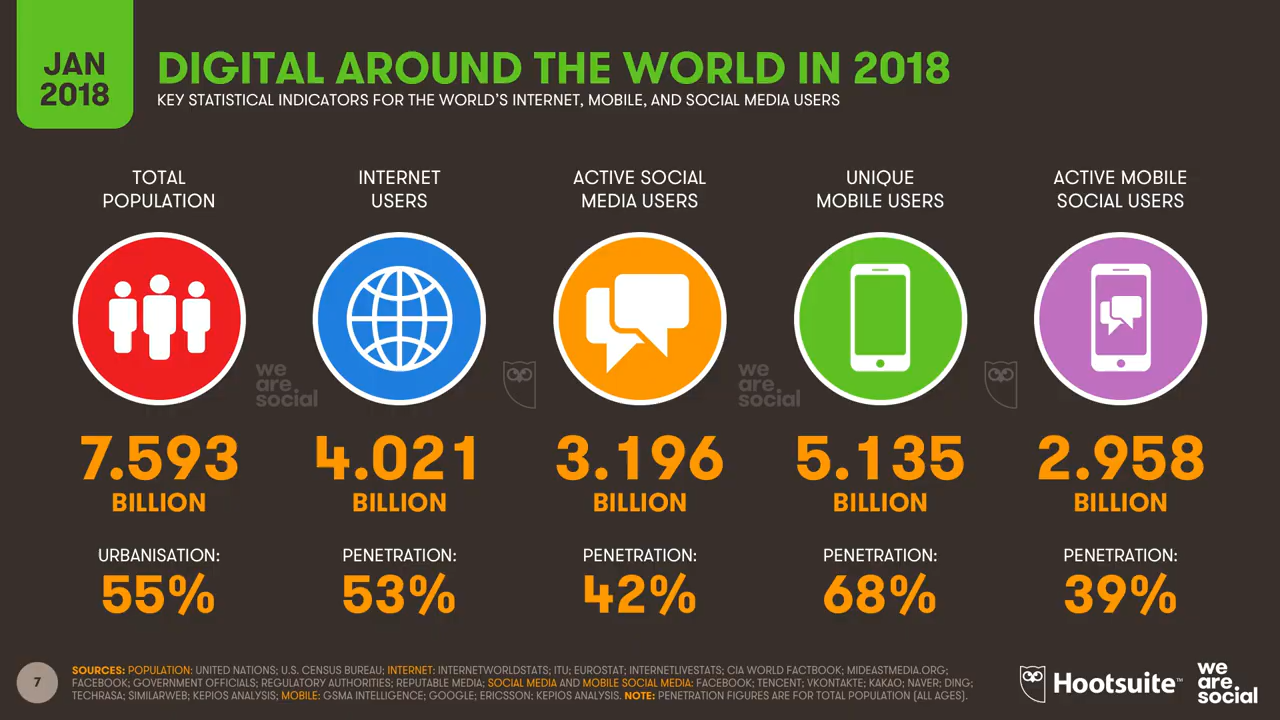 JAN
2018
DIGITAL AROUND THE WORLD IN 2018
KEY STATISTICAL INDICATORS FOR THE WORLD'S INTERNET, MOBILE, AND SOCIAL MEDIA USERS
TOTAL
POPULATION
INTERNET
USERS
ACTIVE SOCIAL
MEDIA USERS
UNIQUE
MOBILE USERS
ACTIVE MOBILE
SOCIAL USERS
we
are
social
we
are
social
7.593
BILLION
4.021
BILLION
3.196
BILLION
5.135
BILLION
2.958
BILLION
URBANISATION:
55%
PENETRATION:
53%
PENETRATION:
42%
PENETRATION:
68%
PENETRATION:
39%
7
SOURCES: POPULATION: UNITED NATIONS; U.S. CENSUS BUREAU; INTERNET: INTERNETWORLDSTATS; ITU; EUROSTAT; INTERNETLIVESTATS; CIA WORLD FACTBOOK; MIDEASTMEDIA.ORG;
FACEBOOK; GOVERNMENT OFFICIALS; REGULATORY AUTHORITIES; REPUTABLE MEDIA; SOCIAL MEDIA AND MOBILE SOCIAL MEDIA: FACEBOOK; TENCENT; VKONTAKTE; KAKAO; NAVER; DING;
TECHRASA; SIMILARWEB; KEPIOS ANALYSIS; MOBILE: GSMA INTELLIGENCE; GOOGLE; ERICSSON; KEPIOS ANALYSIS. NOTE: PENETRATION FIGURES ARE FOR TOTAL POPULATION (ALL AGES).
Hootsuite™
we
are
social